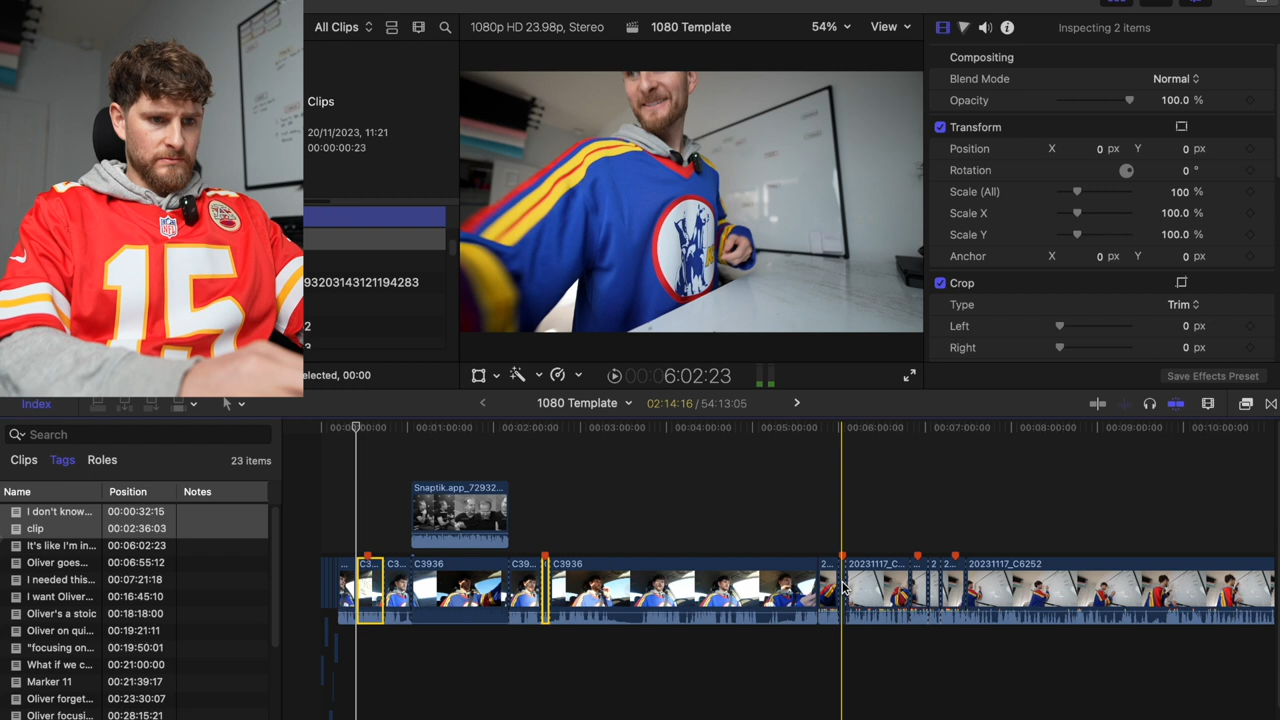 All Clips
1080p HD 23.98p, Stereo
1080 Template
54%
View
Inspecting 2 items
Compositing
Blend Mode Normal
Opacity 100.0 %
Transform
Position X 0 px Y 0 px
Rotation 0 °
Scale (All) 100 %
Scale X 100.0 %
Scale Y 100.0 %
Anchor X 0 px Y 0 px
Crop
Type Trim
Left 0 px
Right 0 px
Save Effects Preset
Clips
20/11/2023, 11:21
00:00:00:23
93203143121194283
2
elected, 00:00
NFL
15
00:06:02:23
Index
1080 Template
02:14:16 / 54:13:05
Search
Clips Tags Roles 23 items
Name Position Notes
I don't know... 00:00:32:15
clip 00:02:36:03
It's like I'm in... 00:06:02:23
Oliver goes... 00:06:55:12
I needed this... 00:07:21:18
I want Oliver... 00:16:45:10
Oliver's a stoic 00:18:18:00
Oliver on qui... 00:19:21:11
"focusing on... 00:19:50:01
What if we c... 00:21:00:00
Marker 11 00:21:39:17
Oliver forget... 00:23:30:07
Oliver focusi... 00:28:15:21
00:01:00:00 00:02:00:00 00:03:00:00 00:04:00:00 00:05:00:00 00:06:00:00 00:07:00:00 00:08:00:00 00:09:00:00 00:10:00:00
Snaptik.app_72932...
... C3... C3... C3936 C39... C3936 2... 20231117_C... ... 2 2... 20231117_C6252